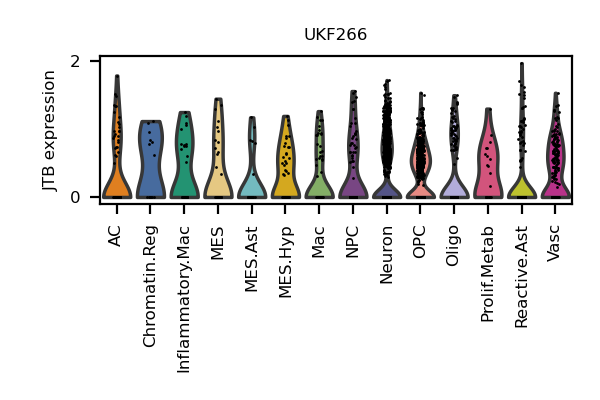 UKF266
JTB expression
2
0
AC
Chromatin.Reg
Inflammatory.Mac
MES
MES.Ast
MES.Hyp
Mac
NPC
Neuron
OPC
Oligo
Prolif.Metab
Reactive.Ast
Vasc